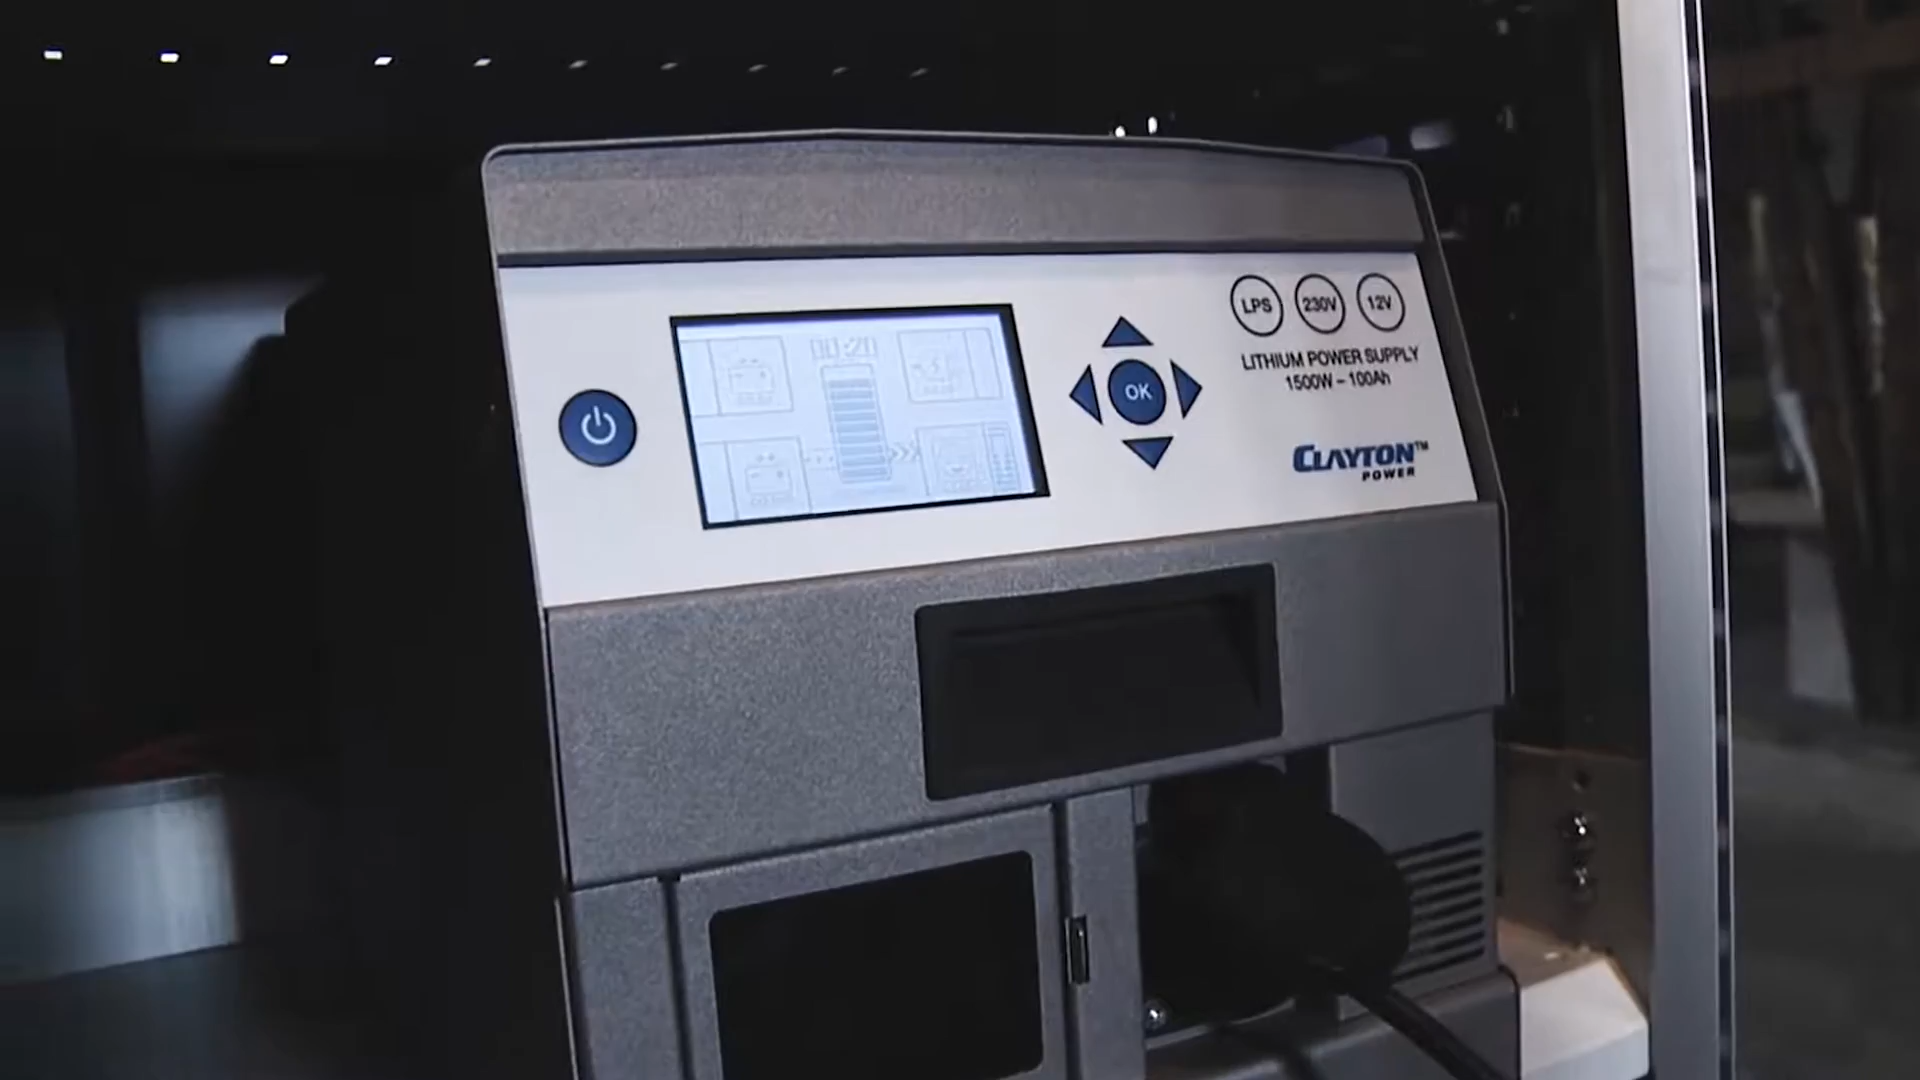 LPS 230V 12V
LITHIUM POWER SUPPLY
1500W – 100Ah
OK
CLAYTON™
POWER